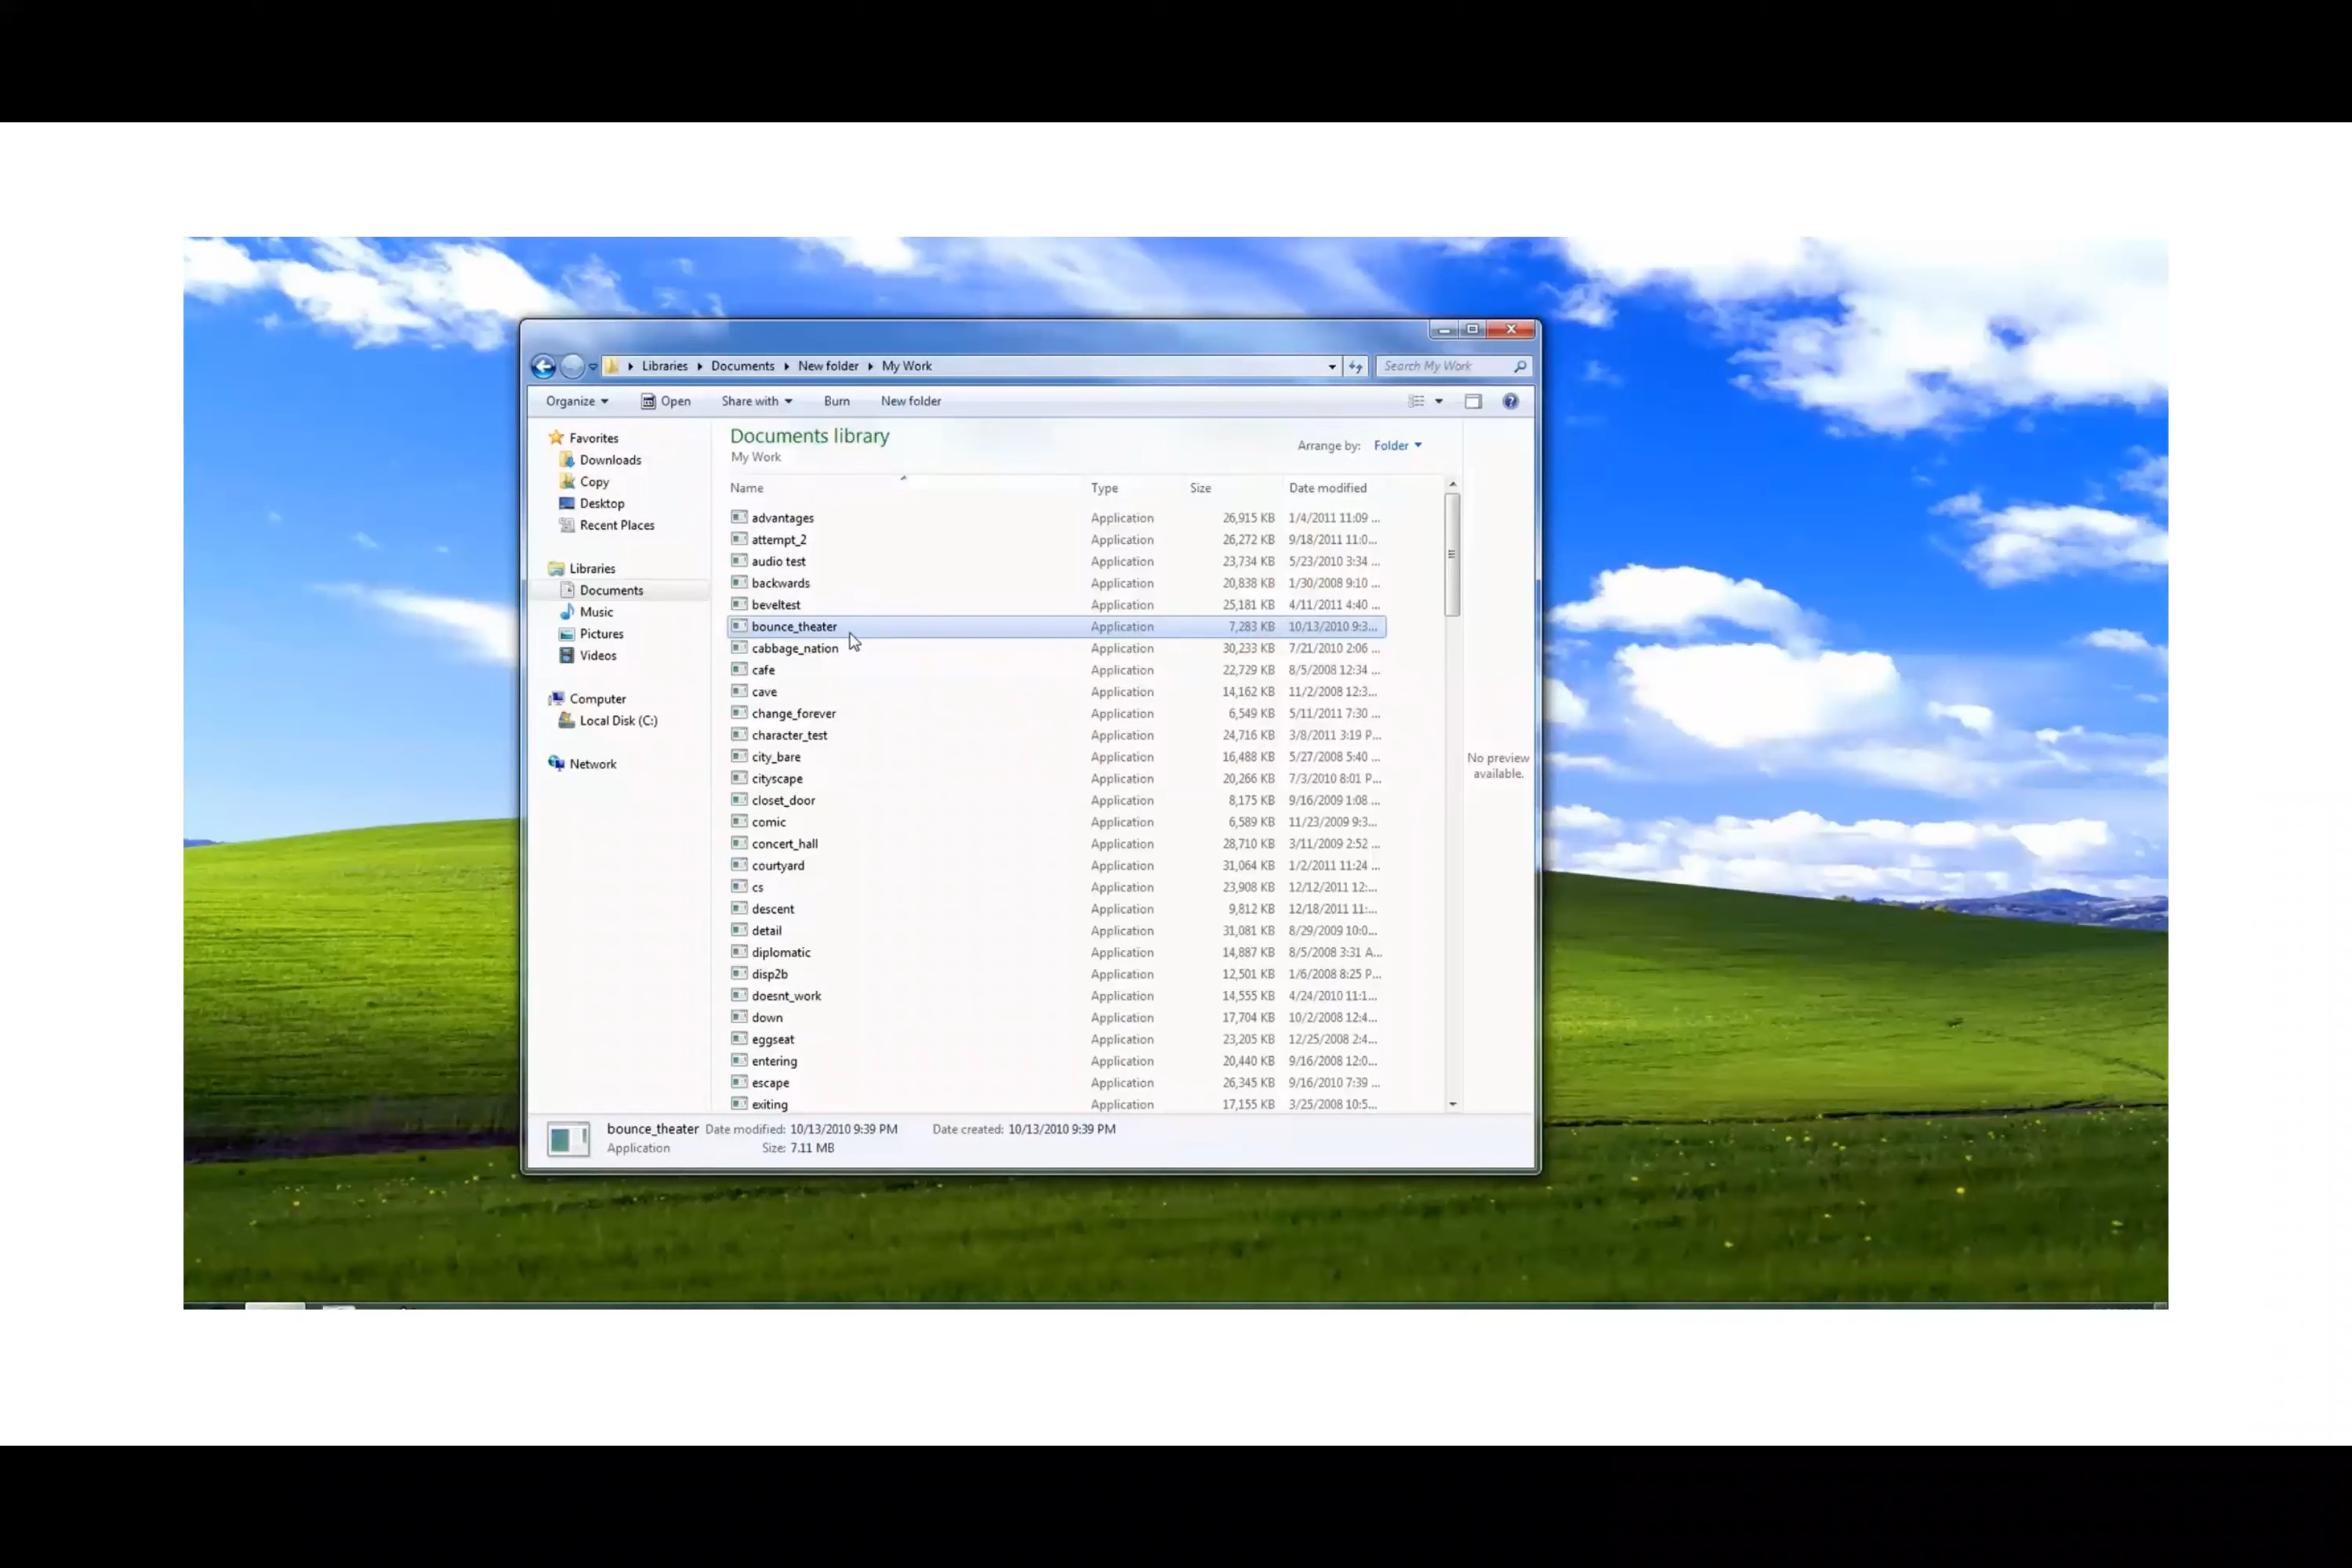 Libraries Documents New folder My Work Search My Work
Organize Open Share with Burn New folder
Favorites
Downloads
Copy
Desktop
Recent Places
Libraries
Documents
Music
Pictures
Videos
Computer
Local Disk (C:)
Network
Documents library
My Work
Arrange by: Folder
Name Type Size Date modified
advantages Application 26,915 KB 1/4/2011 11:09 ...
attempt_2 Application 26,272 KB 9/18/2011 11:0...
audio test Application 23,734 KB 5/23/2010 3:34 ...
backwards Application 20,838 KB 1/30/2008 9:10 ...
beveltest Application 25,181 KB 4/11/2011 4:40 ...
bounce_theater Application 7,283 KB 10/13/2010 9:3...
cabbage_nation Application 30,233 KB 7/21/2010 2:06 ...
cafe Application 22,729 KB 8/5/2008 12:34 ...
cave Application 14,162 KB 11/2/2008 12:3...
change_forever Application 6,549 KB 5/11/2011 7:30 ...
character_test Application 24,716 KB 3/8/2011 3:19 P...
city_bare Application 16,488 KB 5/27/2008 5:40 ...
cityscape Application 20,266 KB 7/3/2010 8:01 P...
closet_door Application 8,175 KB 9/16/2009 1:08 ...
comic Application 6,589 KB 11/23/2009 9:3...
concert_hall Application 28,710 KB 3/11/2009 2:52 ...
courtyard Application 31,064 KB 1/2/2011 11:24 ...
cs Application 23,908 KB 12/12/2011 12:...
descent Application 9,812 KB 12/18/2011 11:...
detail Application 31,081 KB 8/29/2009 10:0...
diplomatic Application 14,887 KB 8/5/2008 3:31 A...
disp2b Application 12,501 KB 1/6/2008 8:25 P...
doesnt_work Application 14,555 KB 4/24/2010 11:1...
down Application 17,704 KB 10/2/2008 12:4...
eggseat Application 23,205 KB 12/25/2008 2:4...
entering Application 20,440 KB 9/16/2008 12:0...
escape Application 26,345 KB 9/16/2010 7:39 ...
exiting Application 17,155 KB 3/25/2008 10:5...
No preview
available.
bounce_theater Date modified: 10/13/2010 9:39 PM Date created: 10/13/2010 9:39 PM
Application Size: 7.11 MB